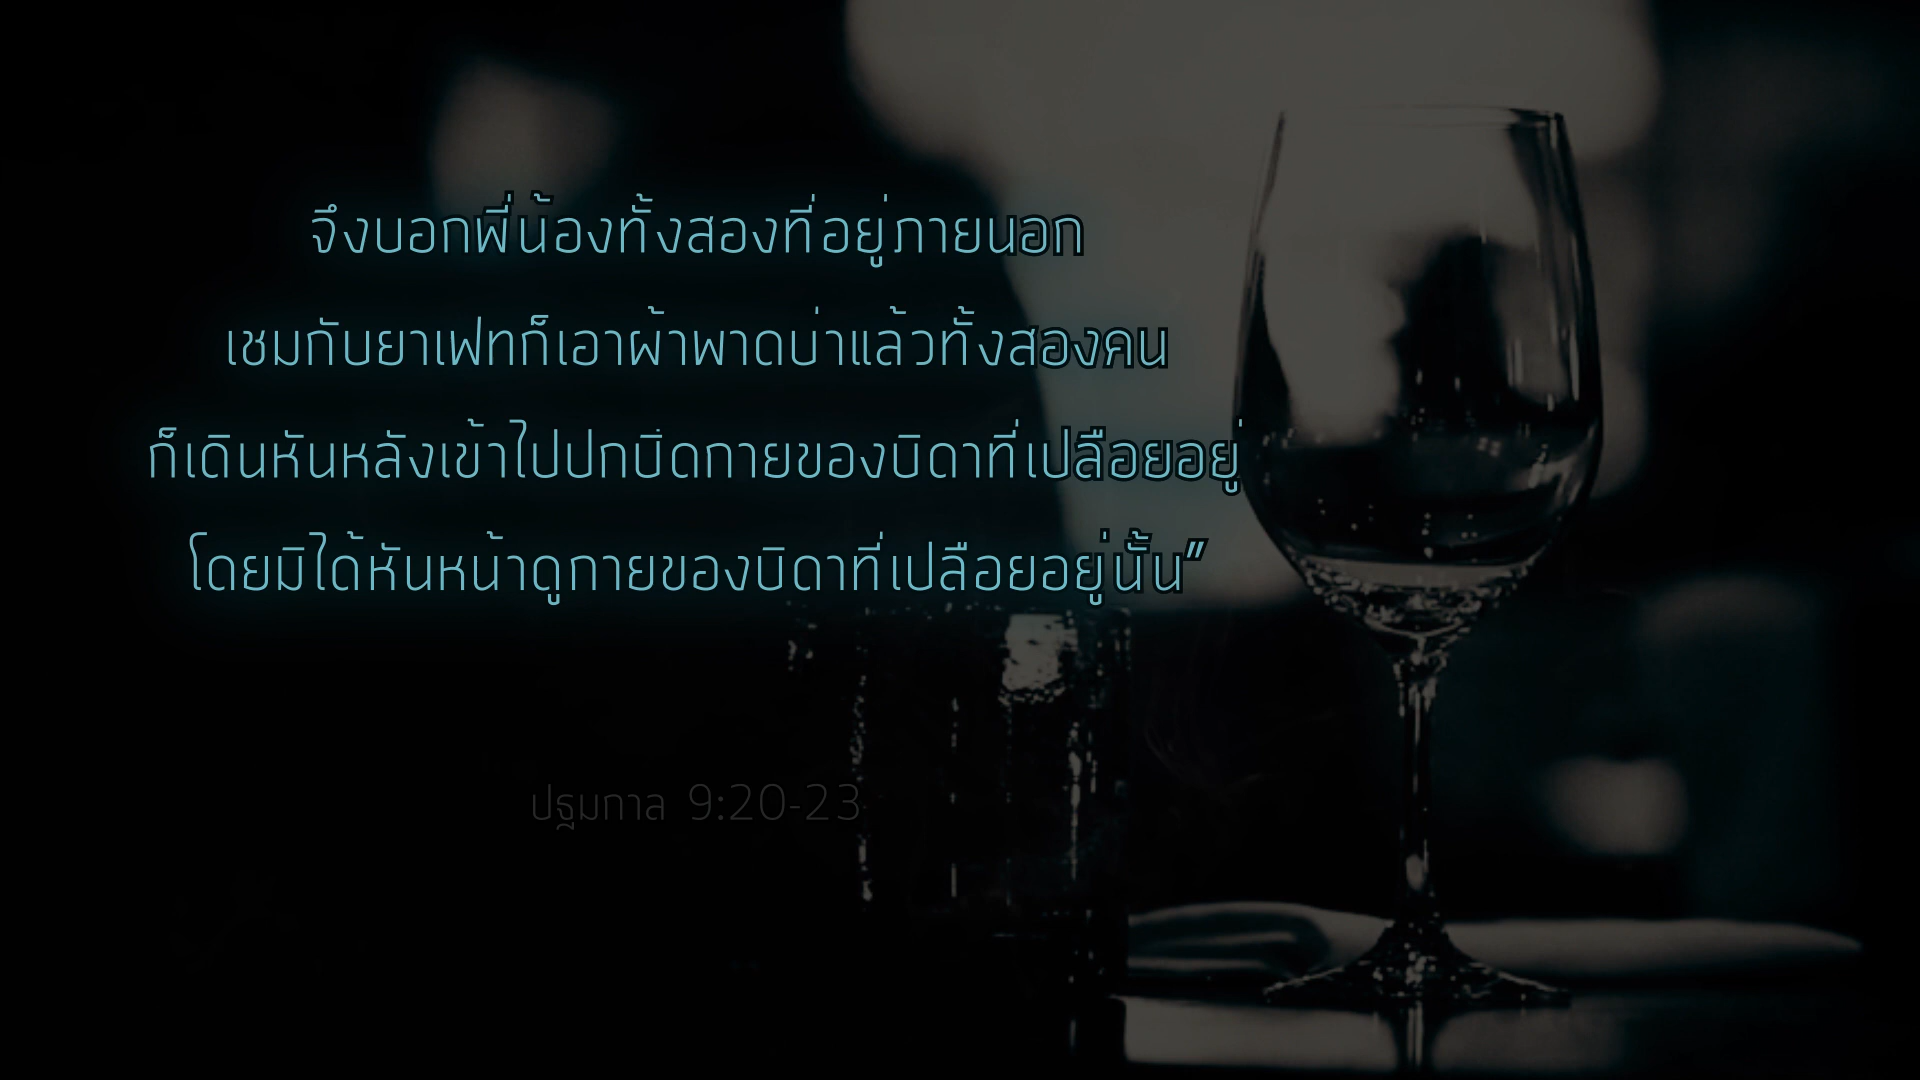 จึงบอกพี่น้องทั้งสองที่อยู่ภายนอก
เชมกับยาเฟทก็เอาผ้าพาดบ่าแล้วทั้งสองคน
ก็เดินหันหลังเข้าไปปกปิดกายของบิดาที่เปลือยอยู่
โดยมิได้หันหน้าดูกายของบิดาที่เปลือยอยู่นั้น”
ปฐมกาล 9:20-23